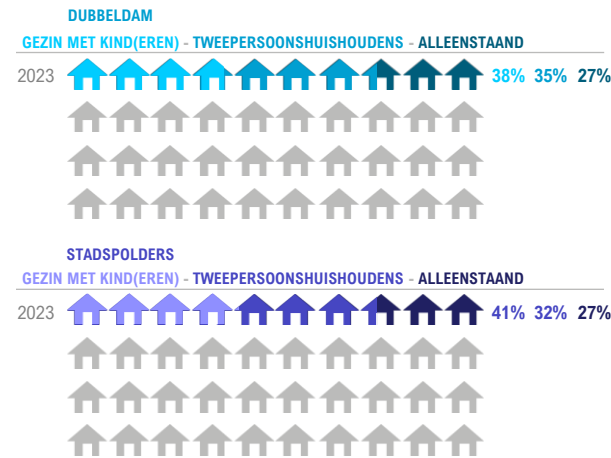 DUBBELDAM
GEZIN MET KIND(EREN) - TWEEPERSOONSHUISHOUDENS - ALLEENSTAAND
2023 38% 35% 27%
STADSPOLDERS
GEZIN MET KIND(EREN) - TWEEPERSOONSHUISHOUDENS - ALLEENSTAAND
2023 41% 32% 27%